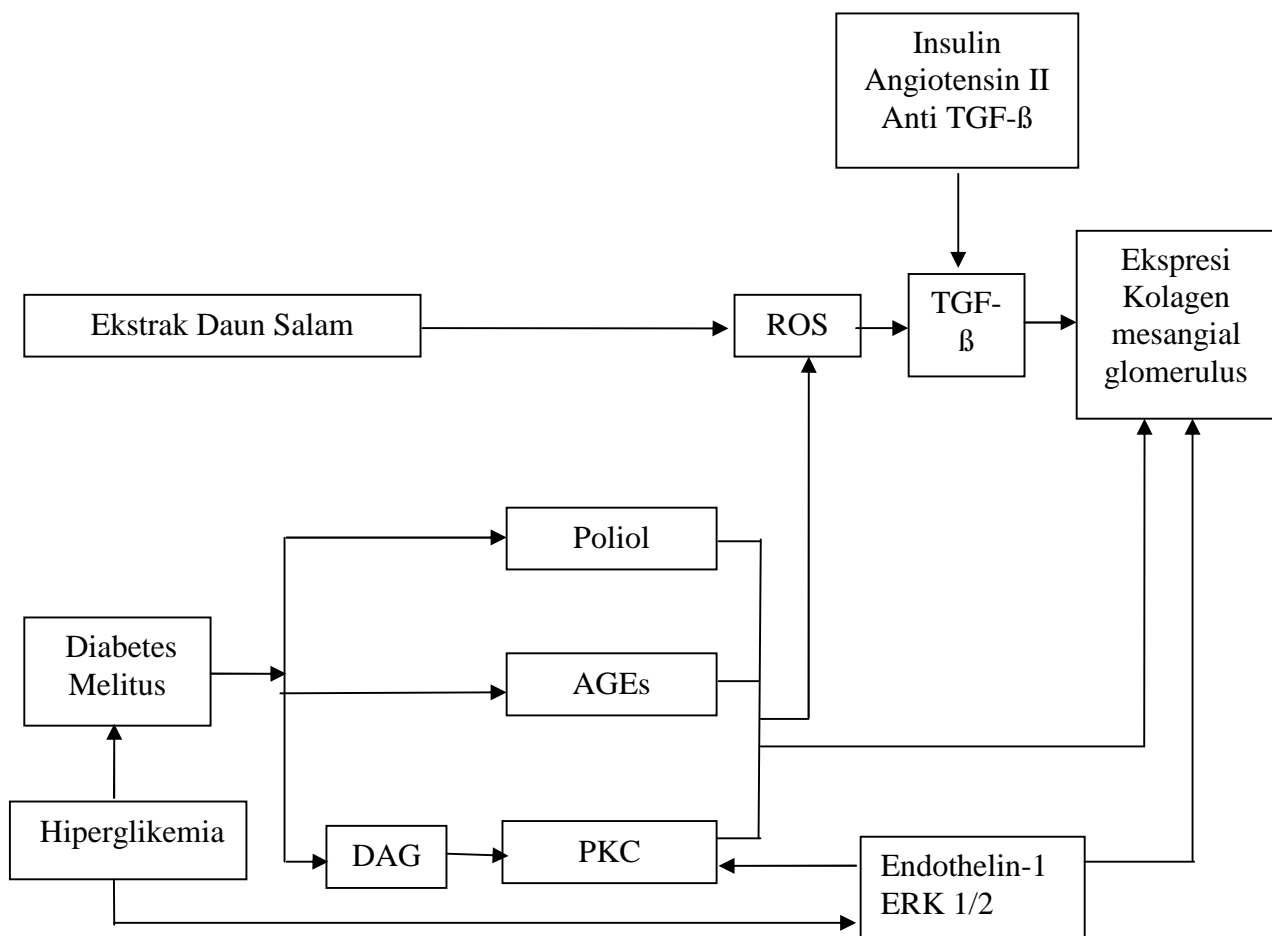 Insulin
Angiotensin II
Anti TGF-ß
Ekspresi
Kolagen
mesangial
glomerulus
Ekstrak Daun Salam
ROS
TGF-
ß
Poliol
Diabetes
Melitus
AGEs
Hiperglikemia
DAG
PKC
Endothelin-1
ERK 1/2